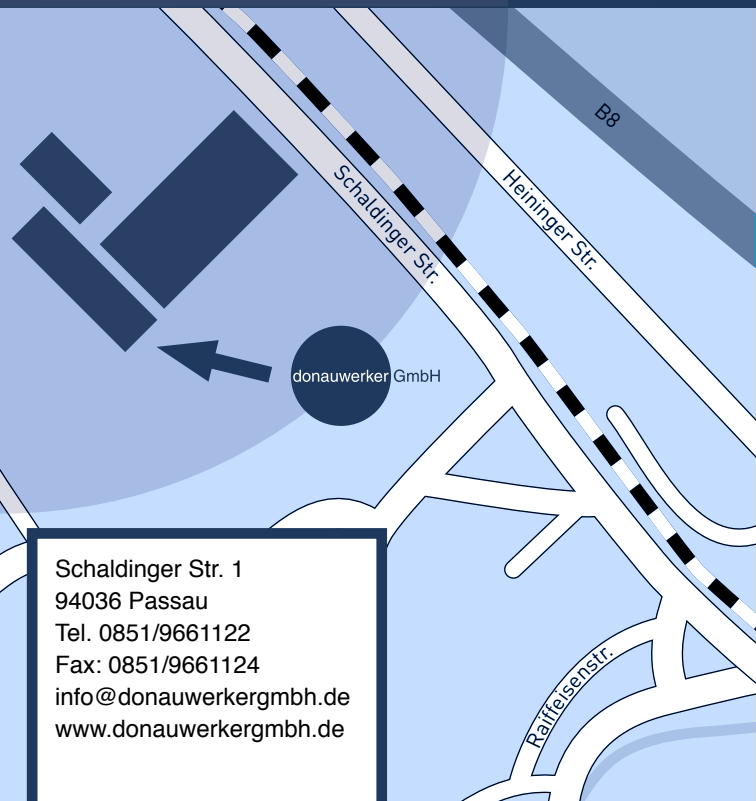 B8
Heininger Str.
Schaldinger Str.
donauwerker GmbH
Raiffeisenstr.
Schaldinger Str. 1
94036 Passau
Tel. 0851/9661122
Fax: 0851/9661124
info@donauwerkergmbh.de
www.donauwerkergmbh.de